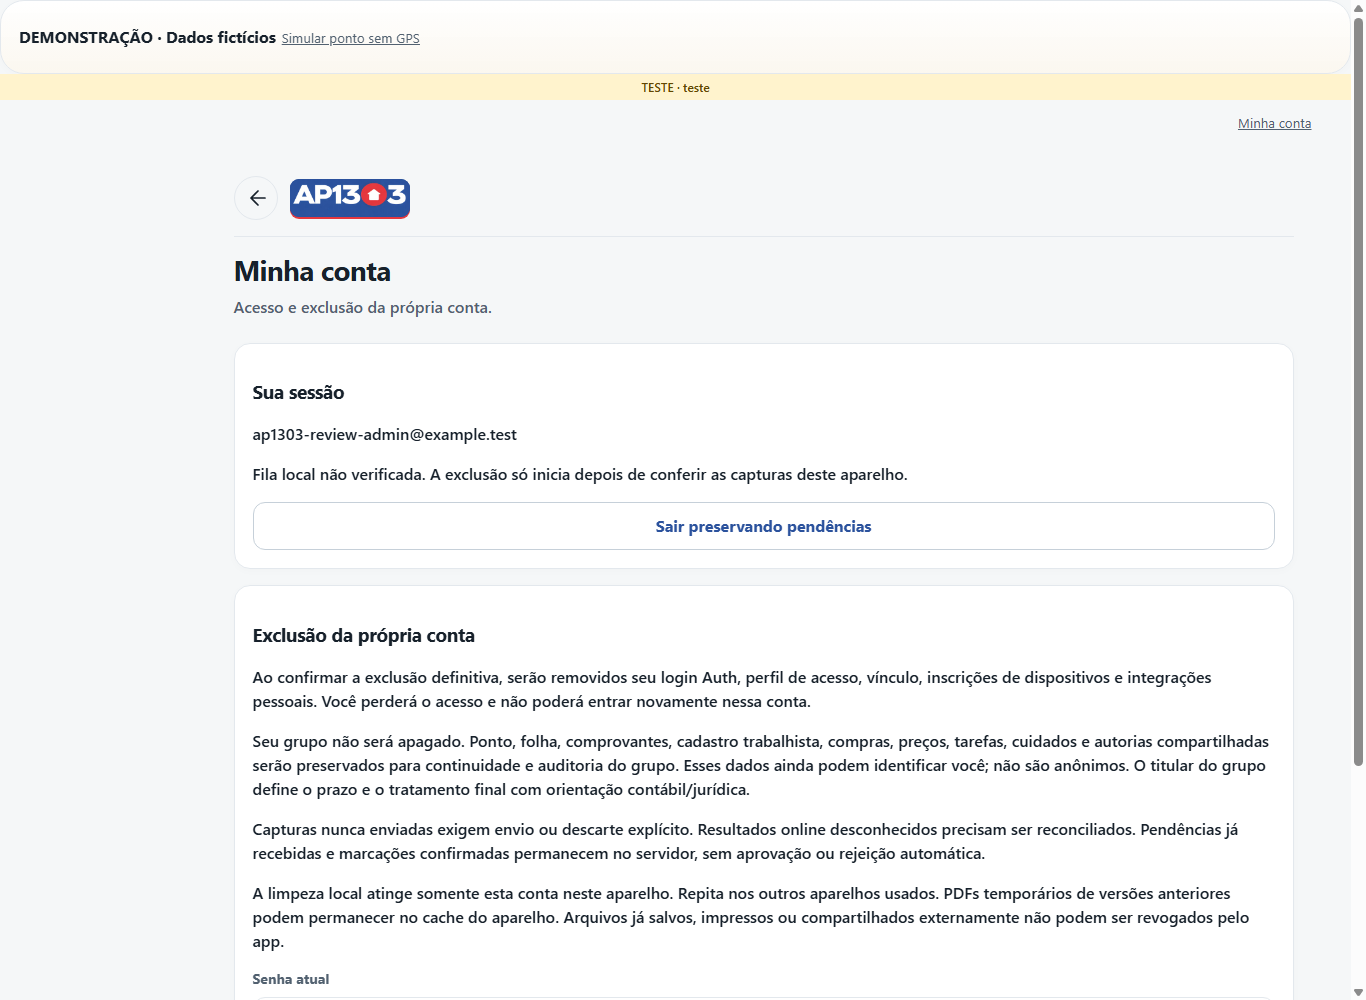 DEMONSTRAÇÃO · Dados fictícios Simular ponto sem GPS
TESTE · teste
Minha conta
AP1303
Minha conta
Acesso e exclusão da própria conta.
Sua sessão
ap1303-review-admin@example.test
Fila local não verificada. A exclusão só inicia depois de conferir as capturas deste aparelho.
Sair preservando pendências
Exclusão da própria conta
Ao confirmar a exclusão definitiva, serão removidos seu login Auth, perfil de acesso, vínculo, inscrições de dispositivos e integrações
pessoais. Você perderá o acesso e não poderá entrar novamente nessa conta.
Seu grupo não será apagado. Ponto, folha, comprovantes, cadastro trabalhista, compras, preços, tarefas, cuidados e autorias compartilhadas
serão preservados para continuidade e auditoria do grupo. Esses dados ainda podem identificar você; não são anônimos. O titular do grupo
define o prazo e o tratamento final com orientação contábil/jurídica.
Capturas nunca enviadas exigem envio ou descarte explícito. Resultados online desconhecidos precisam ser reconciliados. Pendências já
recebidas e marcações confirmadas permanecem no servidor, sem aprovação ou rejeição automática.
A limpeza local atinge somente esta conta neste aparelho. Repita nos outros aparelhos usados. PDFs temporários de versões anteriores
podem permanecer no cache do aparelho. Arquivos já salvos, impressos ou compartilhados externamente não podem ser revogados pelo
app.
Senha atual